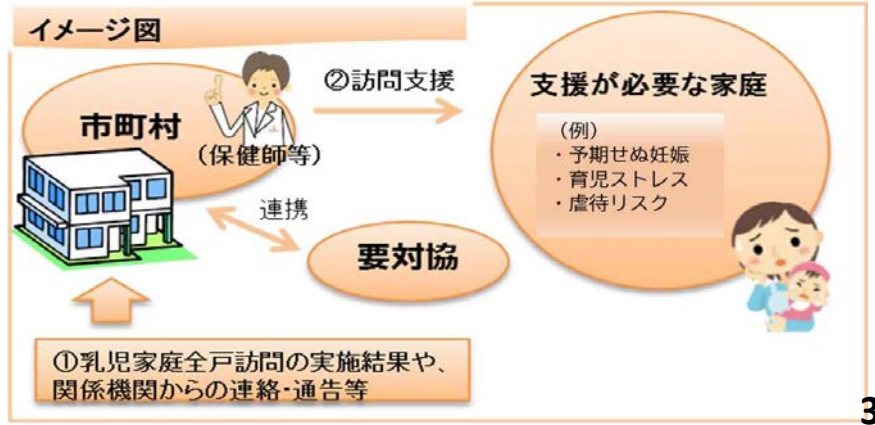 イメージ図
市町村
(保健師等)
②訪問支援
支援が必要な家庭
(例)
・予期せぬ妊娠
・育児ストレス
・虐待リスク
連携
要対協
①乳児家庭全戸訪問の実施結果や、
関係機関からの連絡・通告等
3